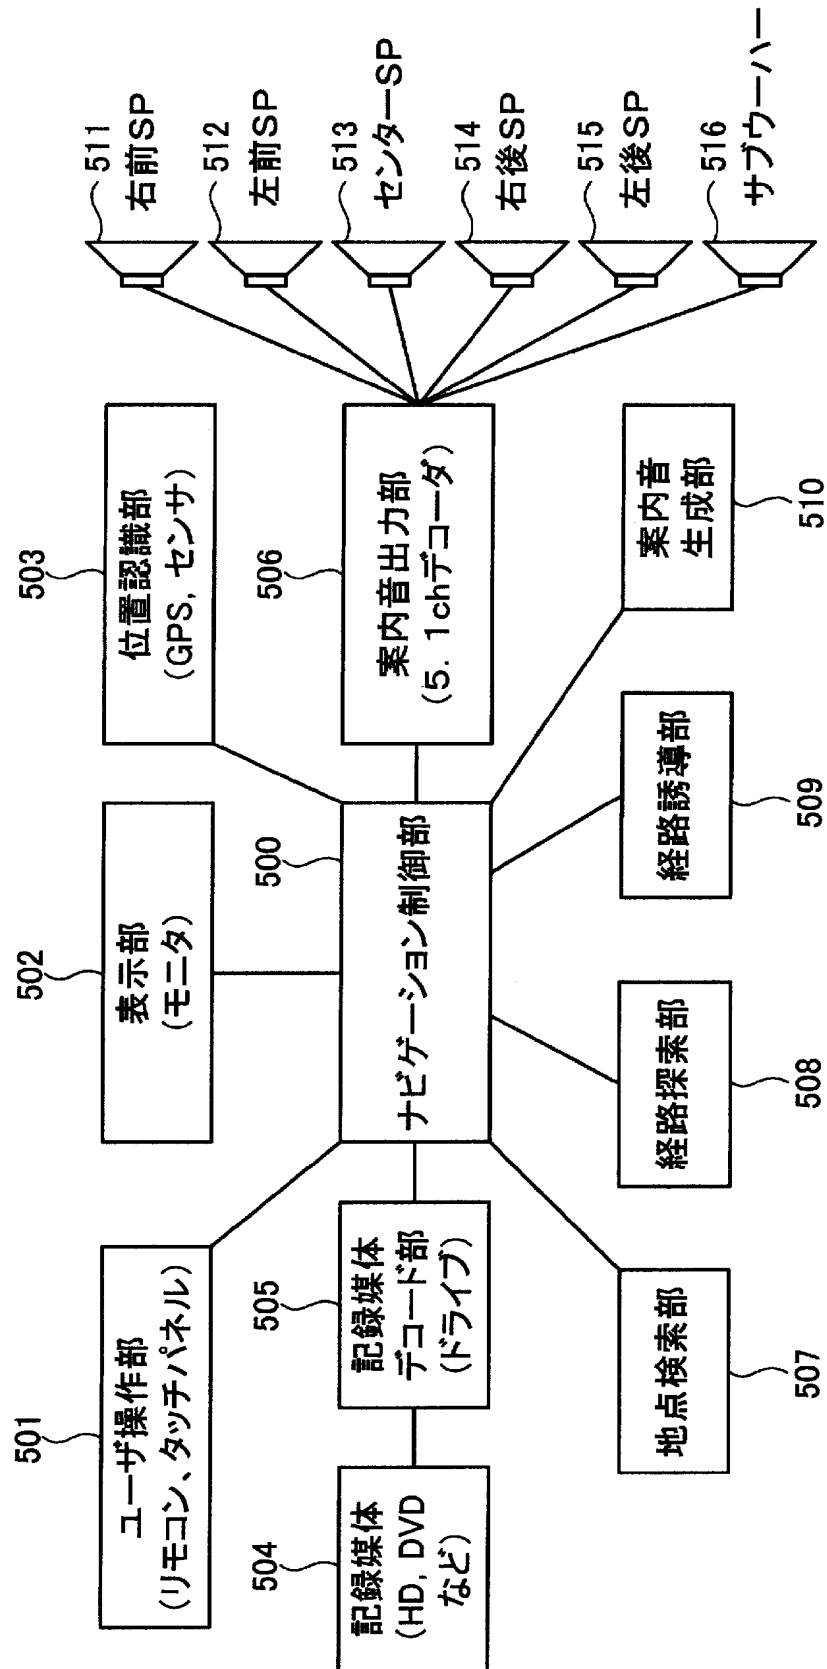 501
ユーザ操作部
(リモコン、タッチパネル)
502
表示部
(モニタ)
503
位置認識部
(GPS, センサ)
504
記録媒体
(HD, DVD
など)
505
記録媒体
デコード部
(ドライブ)
500
ナビゲーション制御部
506
案内音出力部
(5. 1chデコーダ)
507
地点検索部
508
経路探索部
509
経路誘導部
510
案内音
生成部
511
右前SP
512
左前SP
513
センターSP
514
右後SP
515
左後SP
516
サブウーハー